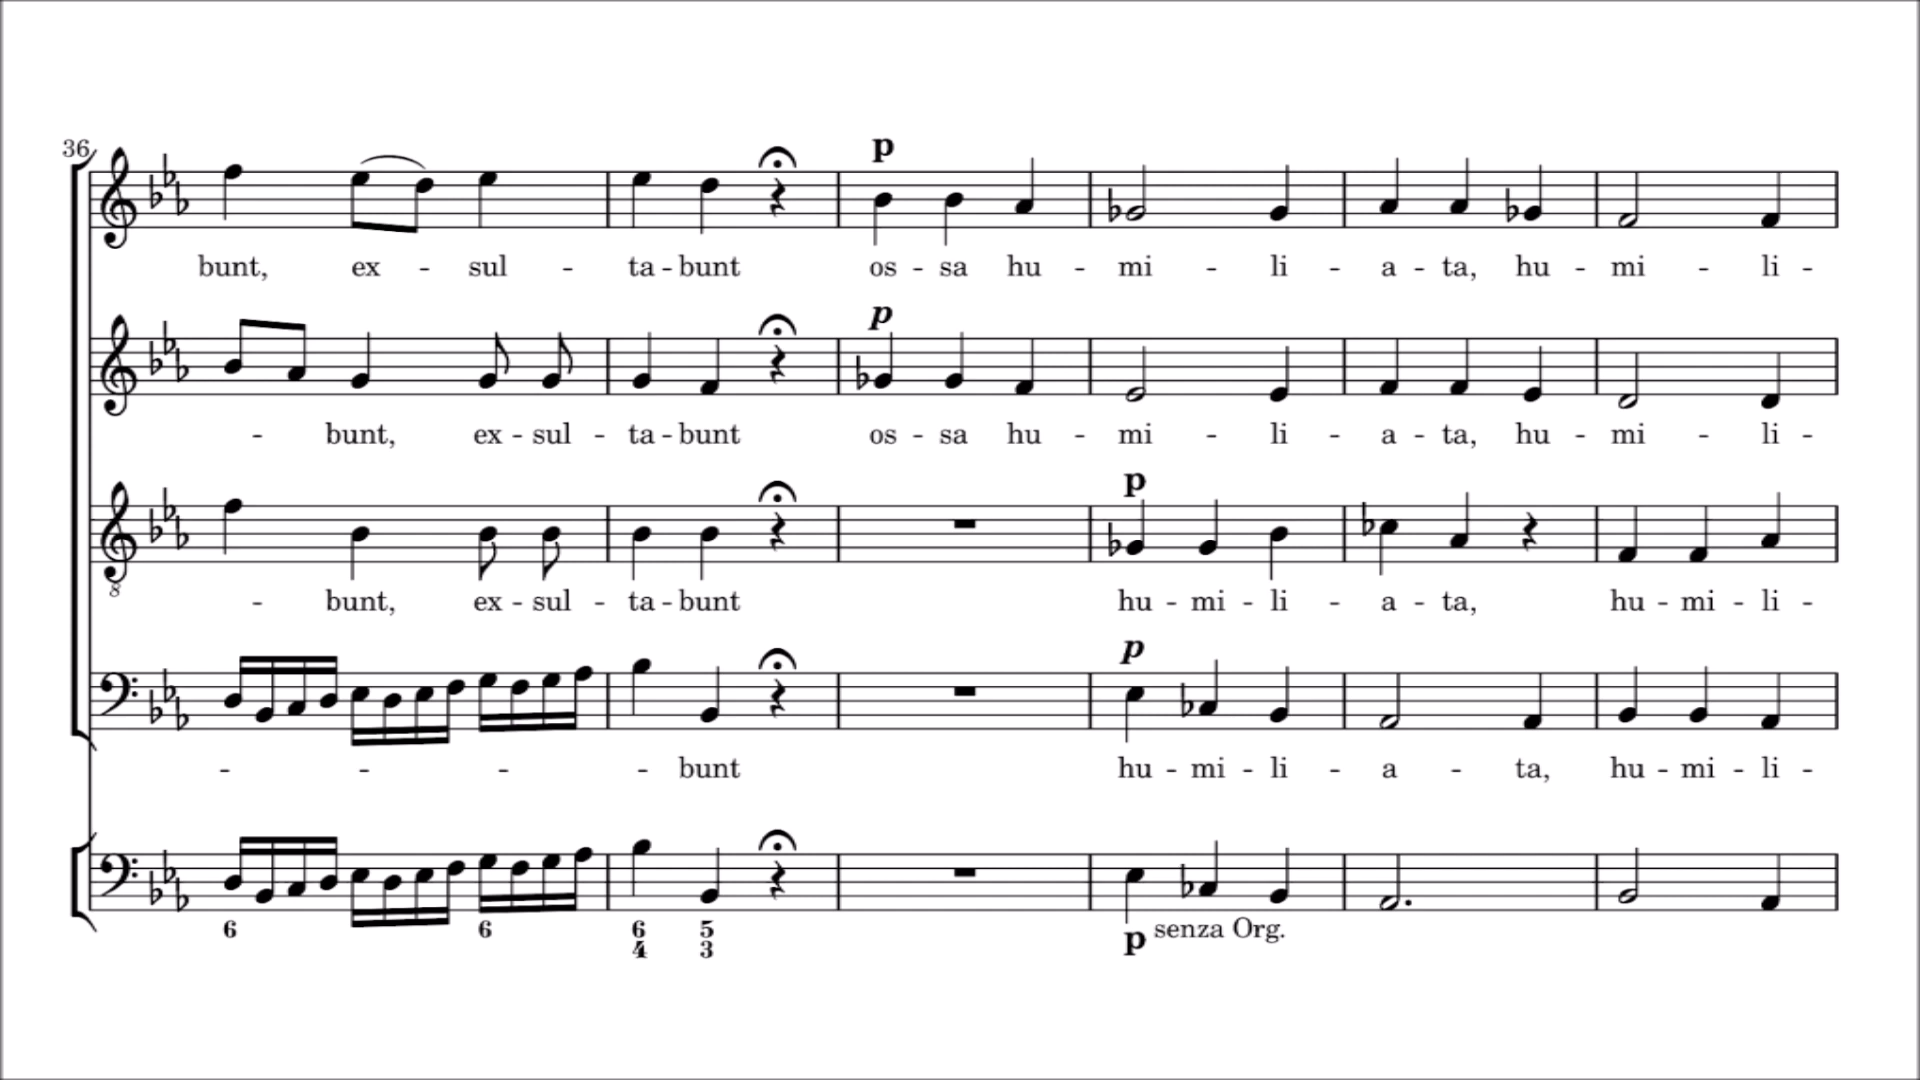 36
p
bunt, ex - sul - ta - bunt os - sa hu - mi - li - a - ta, hu - mi - li -
p
- bunt, ex - sul - ta - bunt os - sa hu - mi - li - a - ta, hu - mi - li -
p
8
- bunt, ex - sul - ta - bunt hu - mi - li - a - ta, hu - mi - li -
p
- - - - bunt hu - mi - li - a - ta, hu - mi - li -
6 6 6 5 p senza Org.
4 3